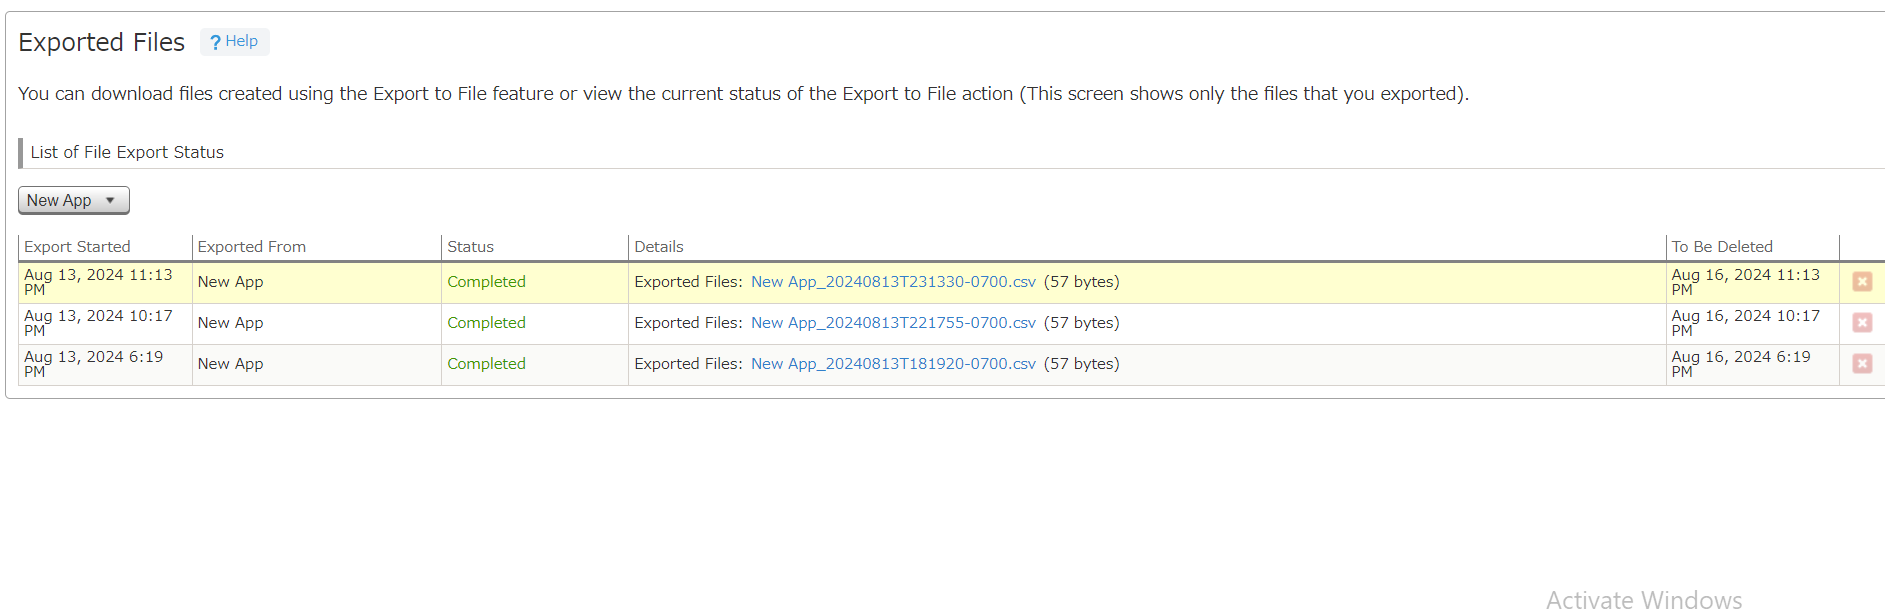 Exported Files ? Help
You can download files created using the Export to File feature or view the current status of the Export to File action (This screen shows only the files that you exported).
List of File Export Status
New App
Export Started Exported From Status Details To Be Deleted
Aug 13, 2024 11:13 PM New App Completed Exported Files: New App_20240813T231330-0700.csv (57 bytes) Aug 16, 2024 11:13 PM
Aug 13, 2024 10:17 PM New App Completed Exported Files: New App_20240813T221755-0700.csv (57 bytes) Aug 16, 2024 10:17 PM
Aug 13, 2024 6:19 PM New App Completed Exported Files: New App_20240813T181920-0700.csv (57 bytes) Aug 16, 2024 6:19 PM
Activate Windows